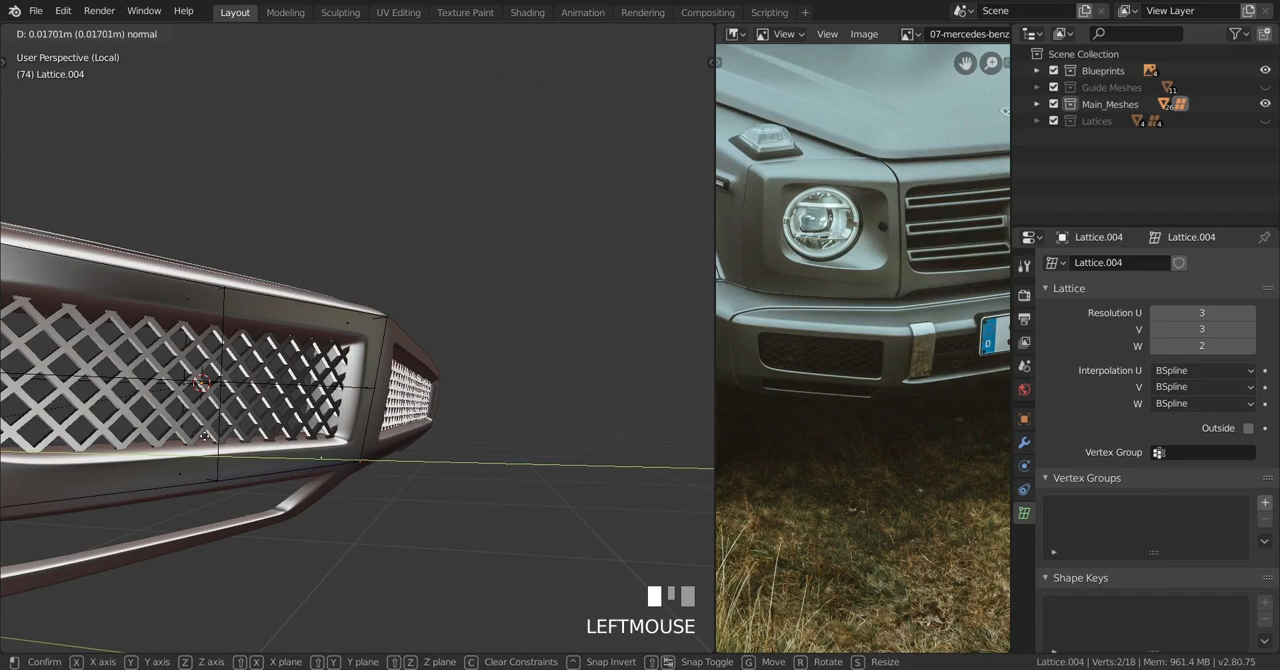 File Edit Render Window Help Layout Modeling Sculpting UV Editing Texture Paint Shading Animation Rendering Compositing Scripting Scene View Layer
D: 0.01701m (0.01701m) normal
View View Image 07-mercedes-benz
User Perspective (Local)
(74) Lattice.004
Scene Collection
Blueprints 4
Guide Meshes 11
Main_Meshes 26
Latices 4 4
Lattice.004 Lattice.004
Lattice.004
Lattice
Resolution U 3
V 3
W 2
Interpolation U BSpline
V BSpline
W BSpline
Outside
Vertex Group
Vertex Groups
Shape Keys
LEFTMOUSE
Confirm X X axis Y Y axis Z Z axis X X plane Y Y plane Z Z plane C Clear Constraints Snap Invert Snap Toggle G Move R Rotate S Resize Lattice.004 | Verts:2/18 | Mem: 961.4 MB | v2.80.75